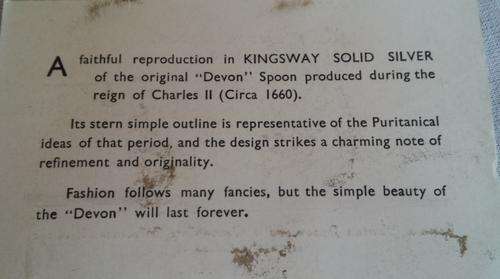 A faithful reproduction in KINGSWAY SOLID SILVER
of the original "Devon" Spoon produced during the
reign of Charles II (Circa 1660).
Its stern simple outline is representative of the Puritanical
ideas of that period, and the design strikes a charming note of
refinement and originality.
Fashion follows many fancies, but the simple beauty of
the "Devon" will last forever.